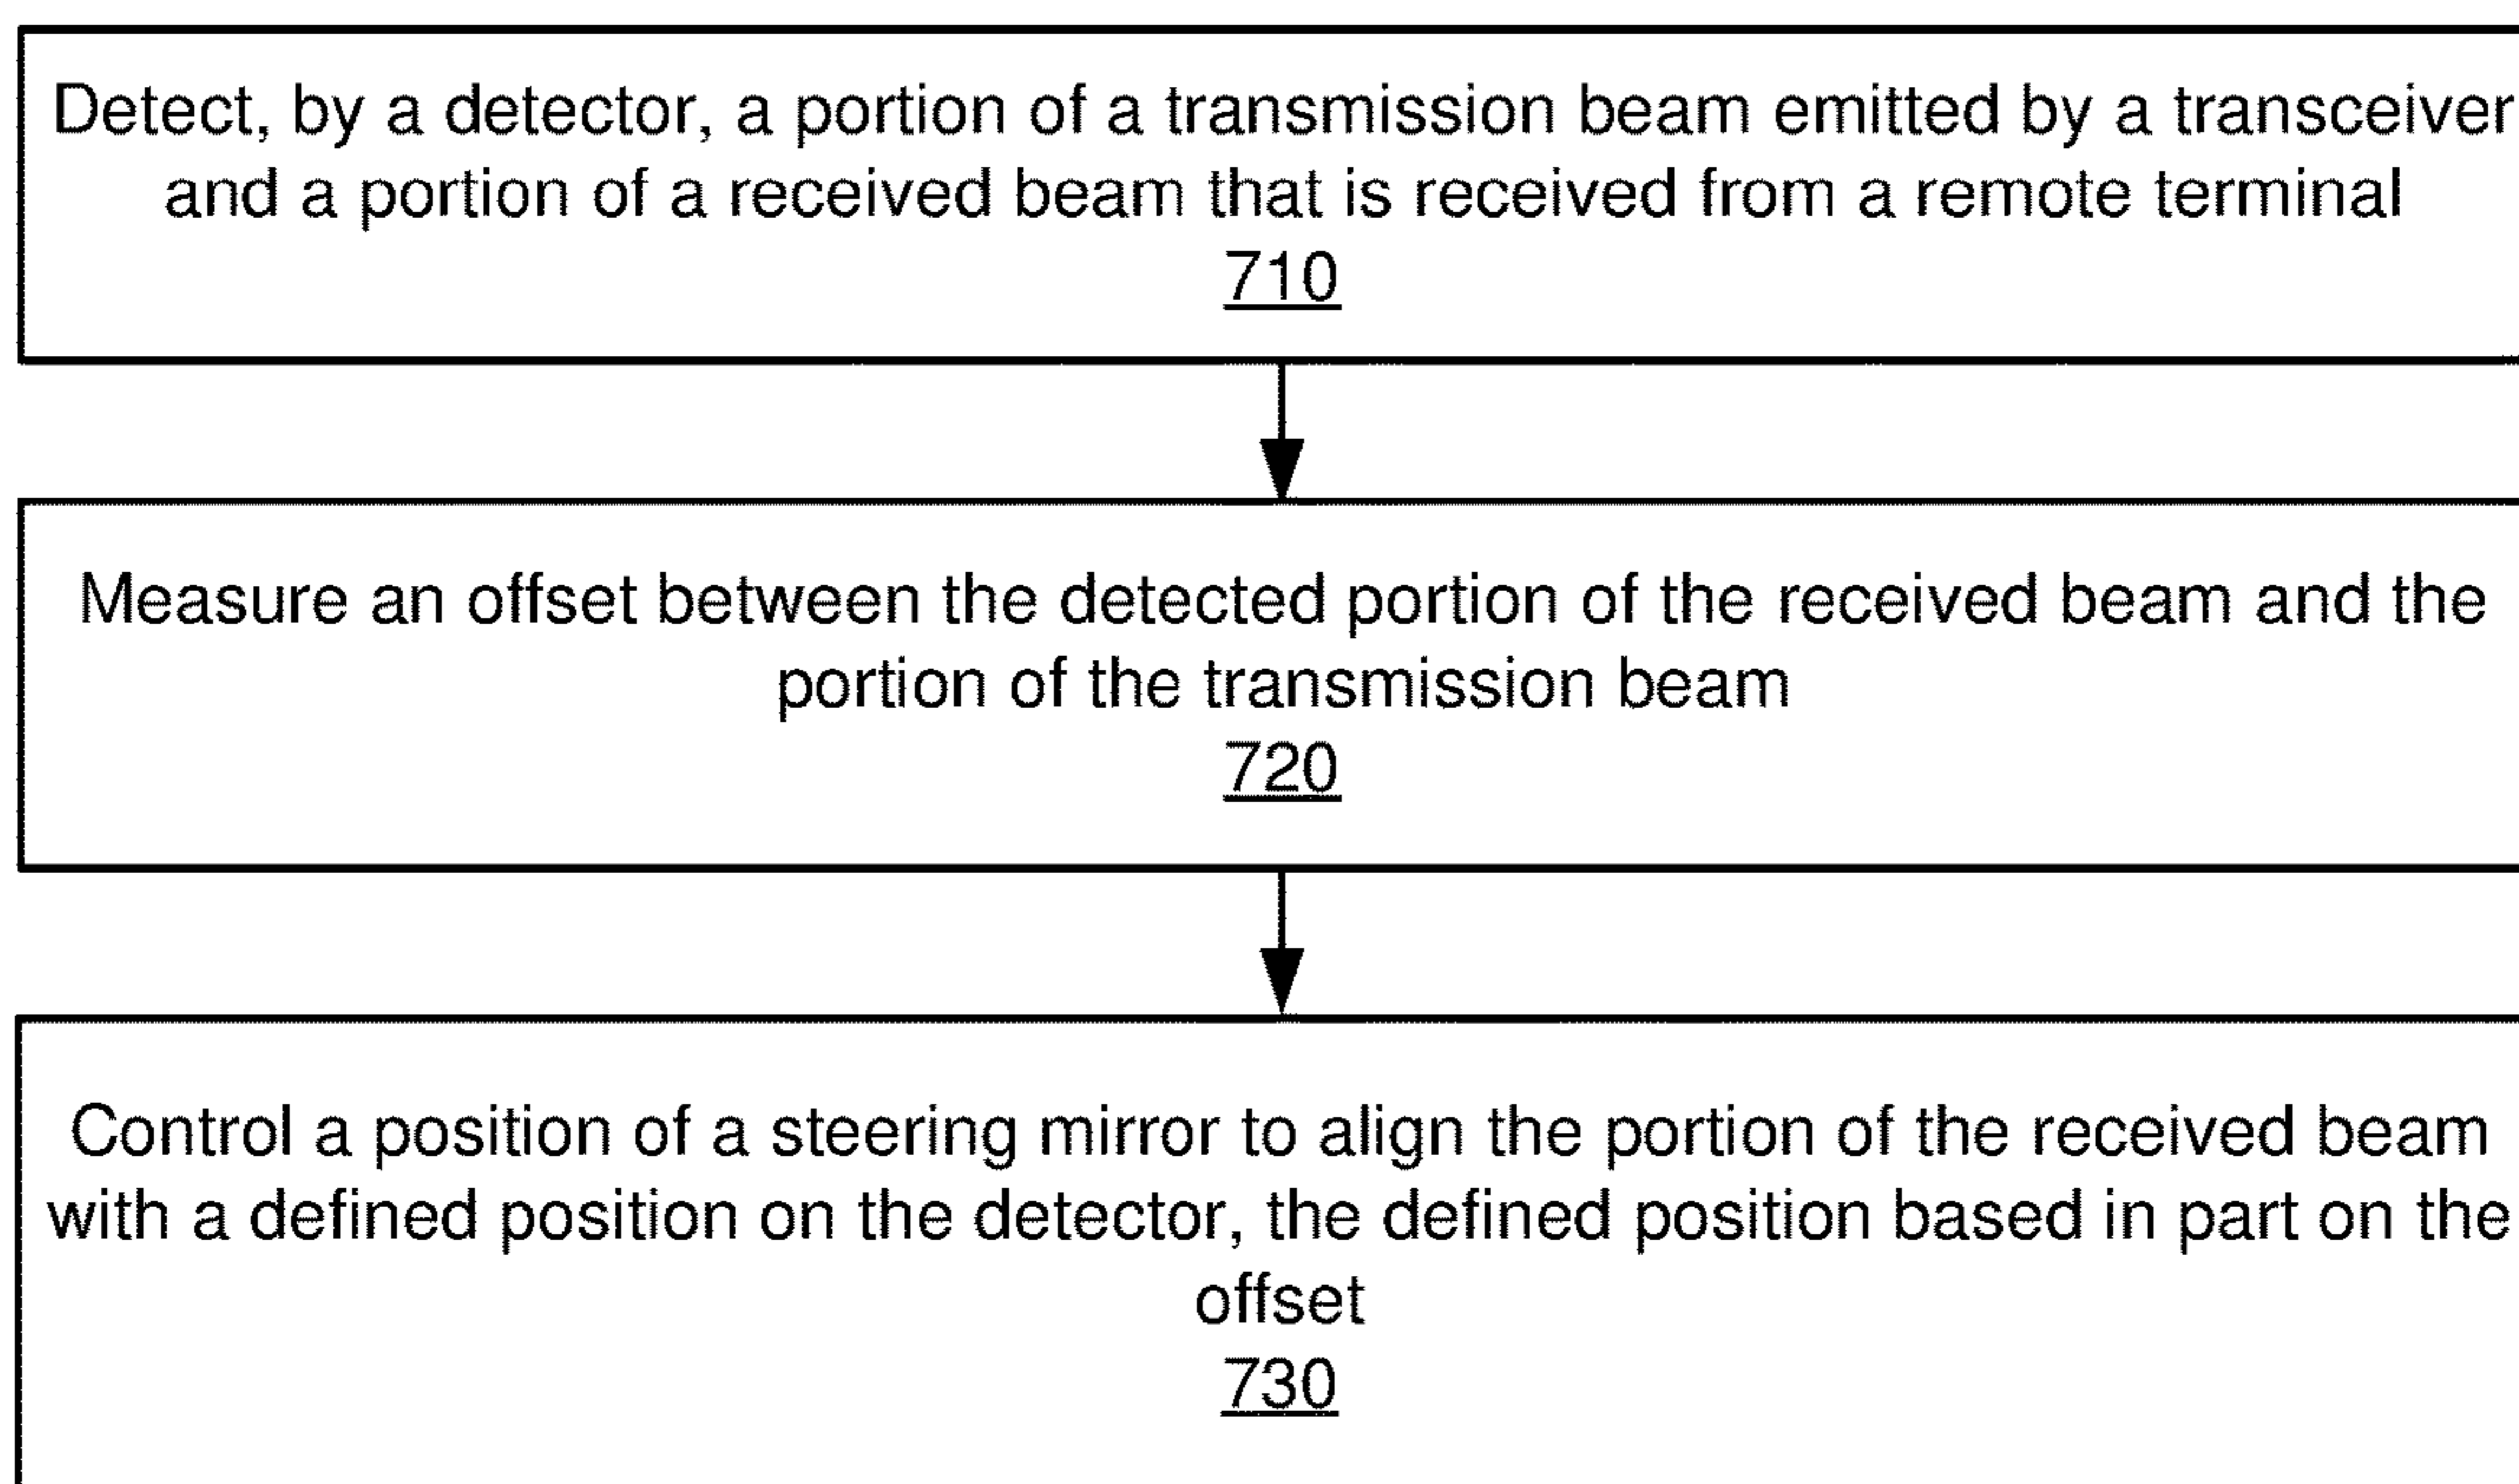 Detect, by a detector, a portion of a transmission beam emitted by a transceiver
and a portion of a received beam that is received from a remote terminal
710
Measure an offset between the detected portion of the received beam and the
portion of the transmission beam
720
Control a position of a steering mirror to align the portion of the received beam
with a defined position on the detector, the defined position based in part on the
offset
730